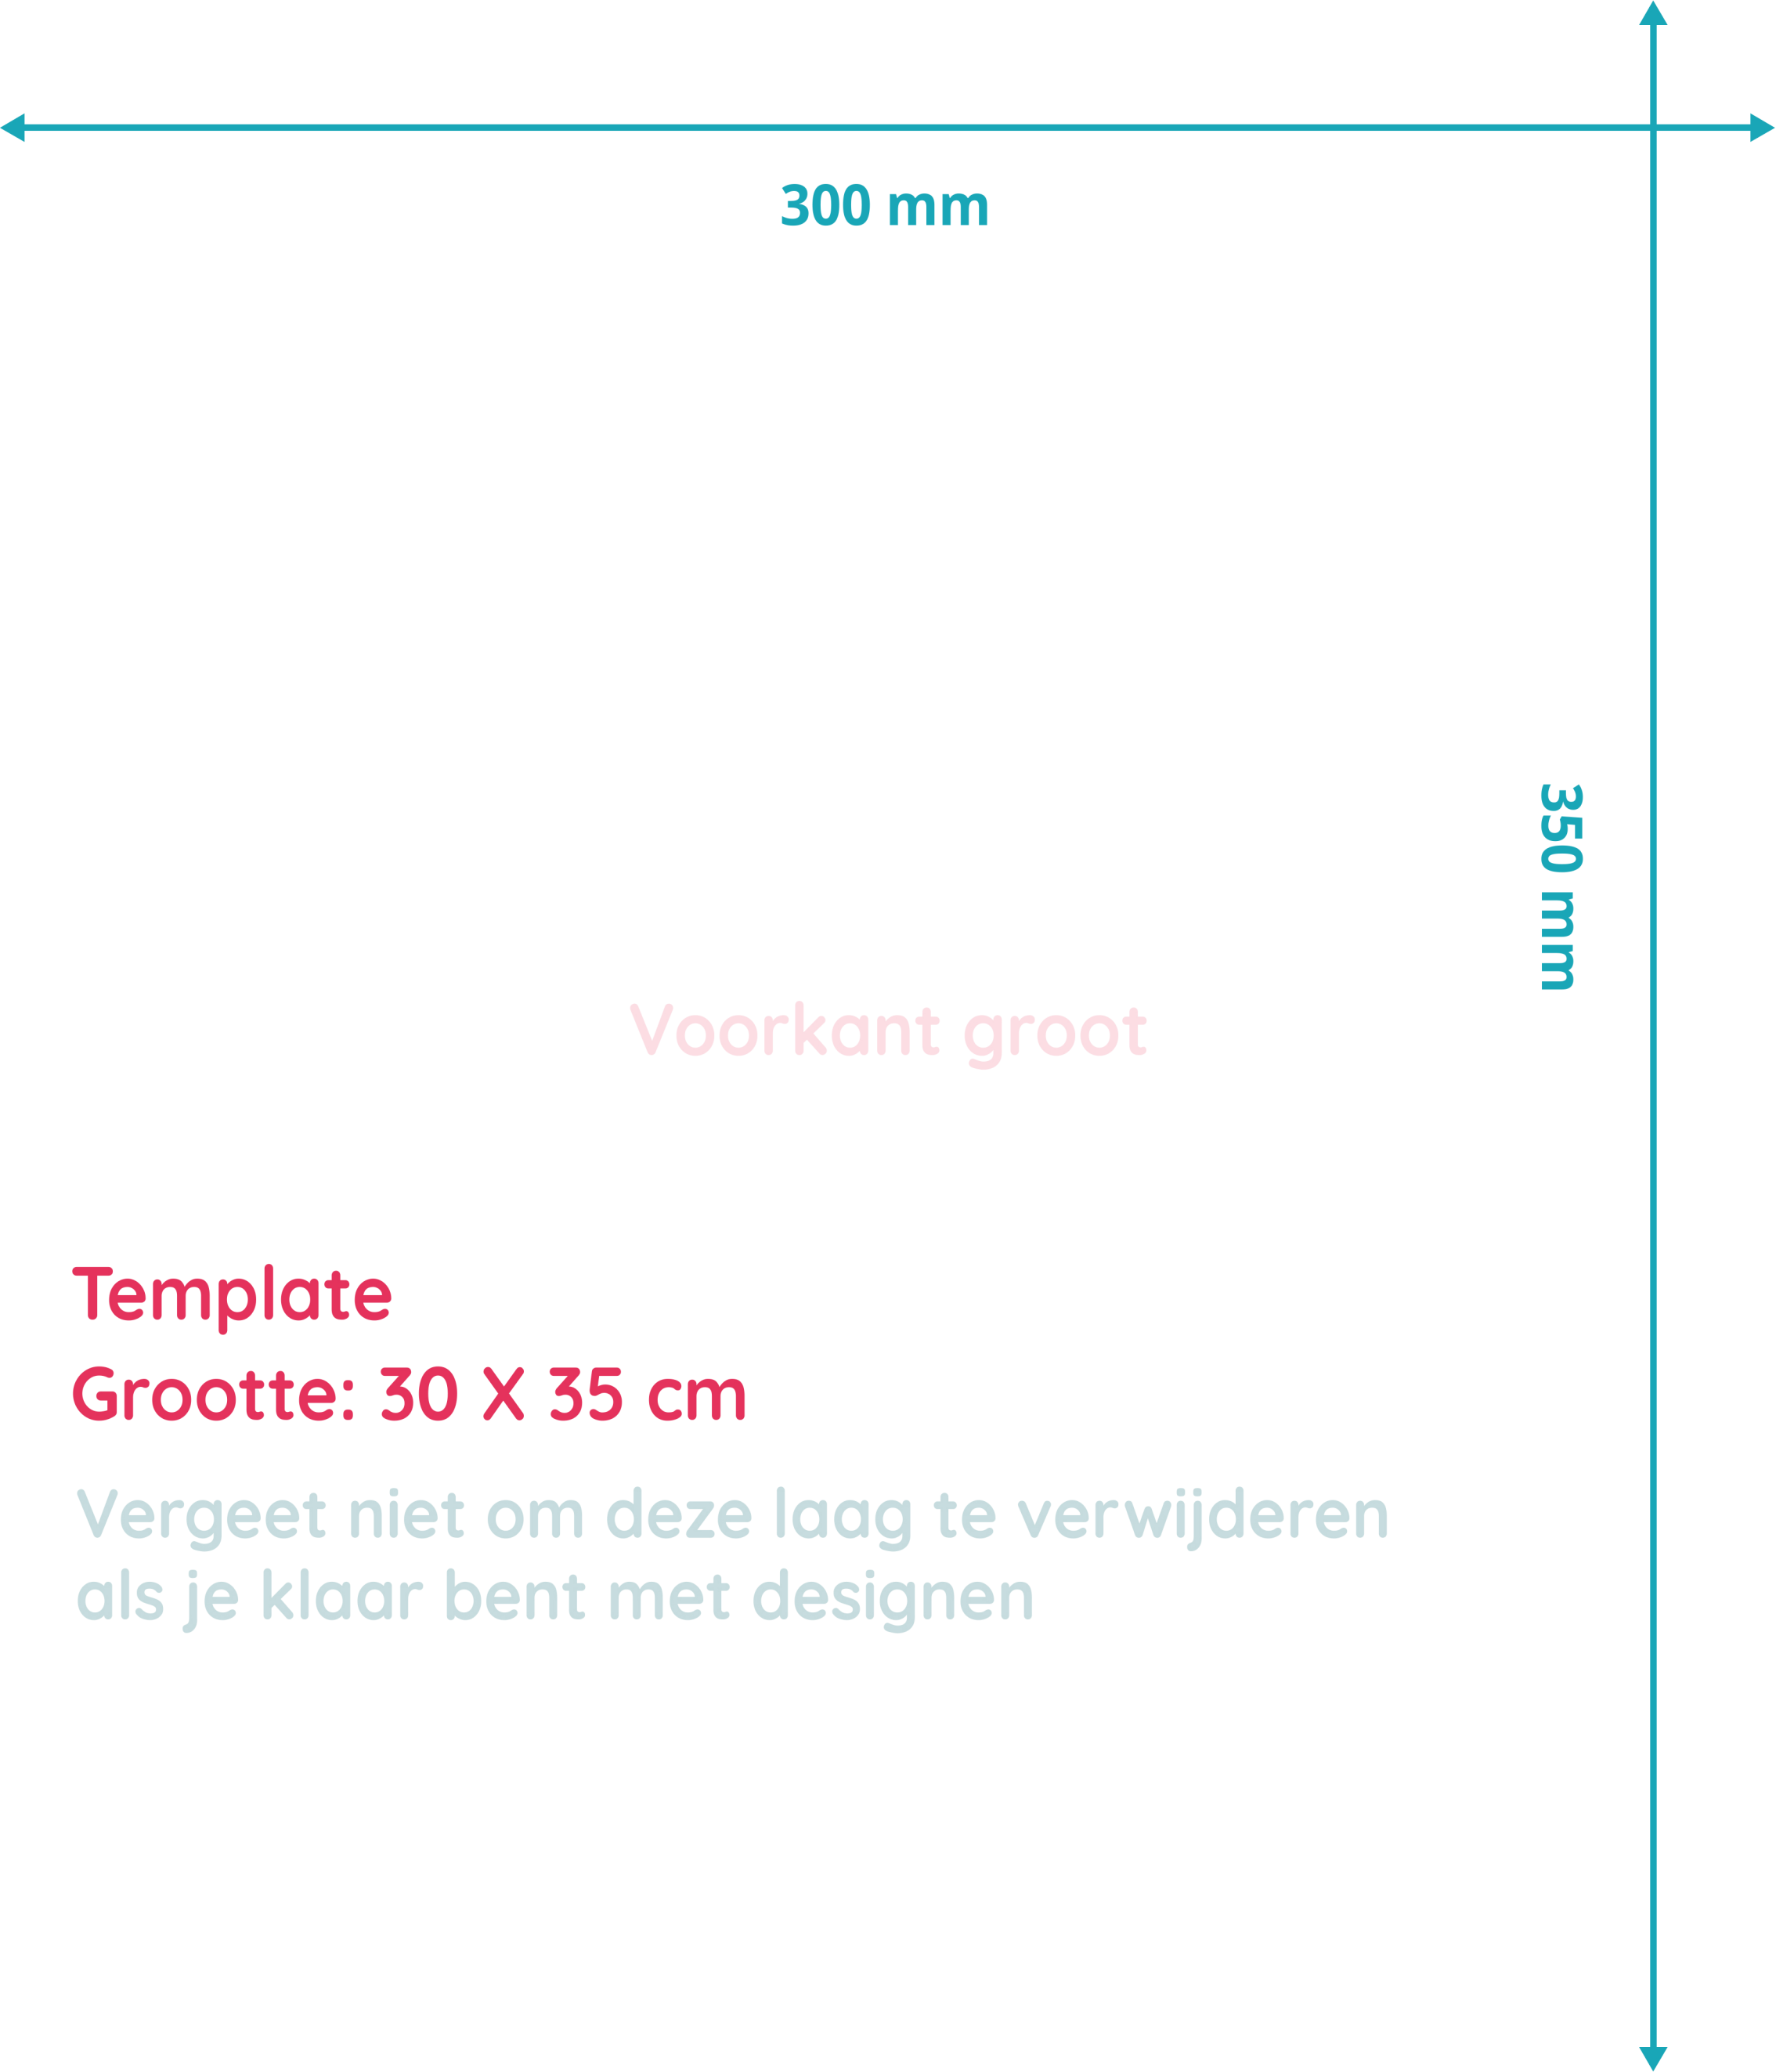 300 mm
350 mm
Voorkant groot
Template
Grootte: 30 X 35 cm
Vergeet niet om deze laag te verwijderen
als je klaar bent met designen